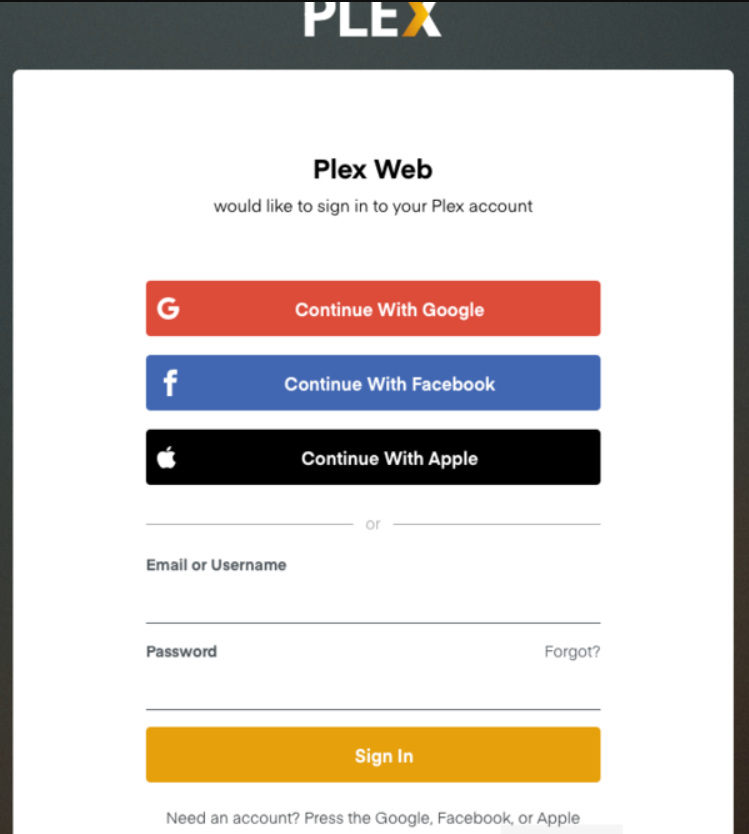 PLEX
Plex Web
would like to sign in to your Plex account
Continue With Google
Continue With Facebook
Continue With Apple
or
Email or Username
Password Forgot?
Sign In
Need an account? Press the Google, Facebook, or Apple